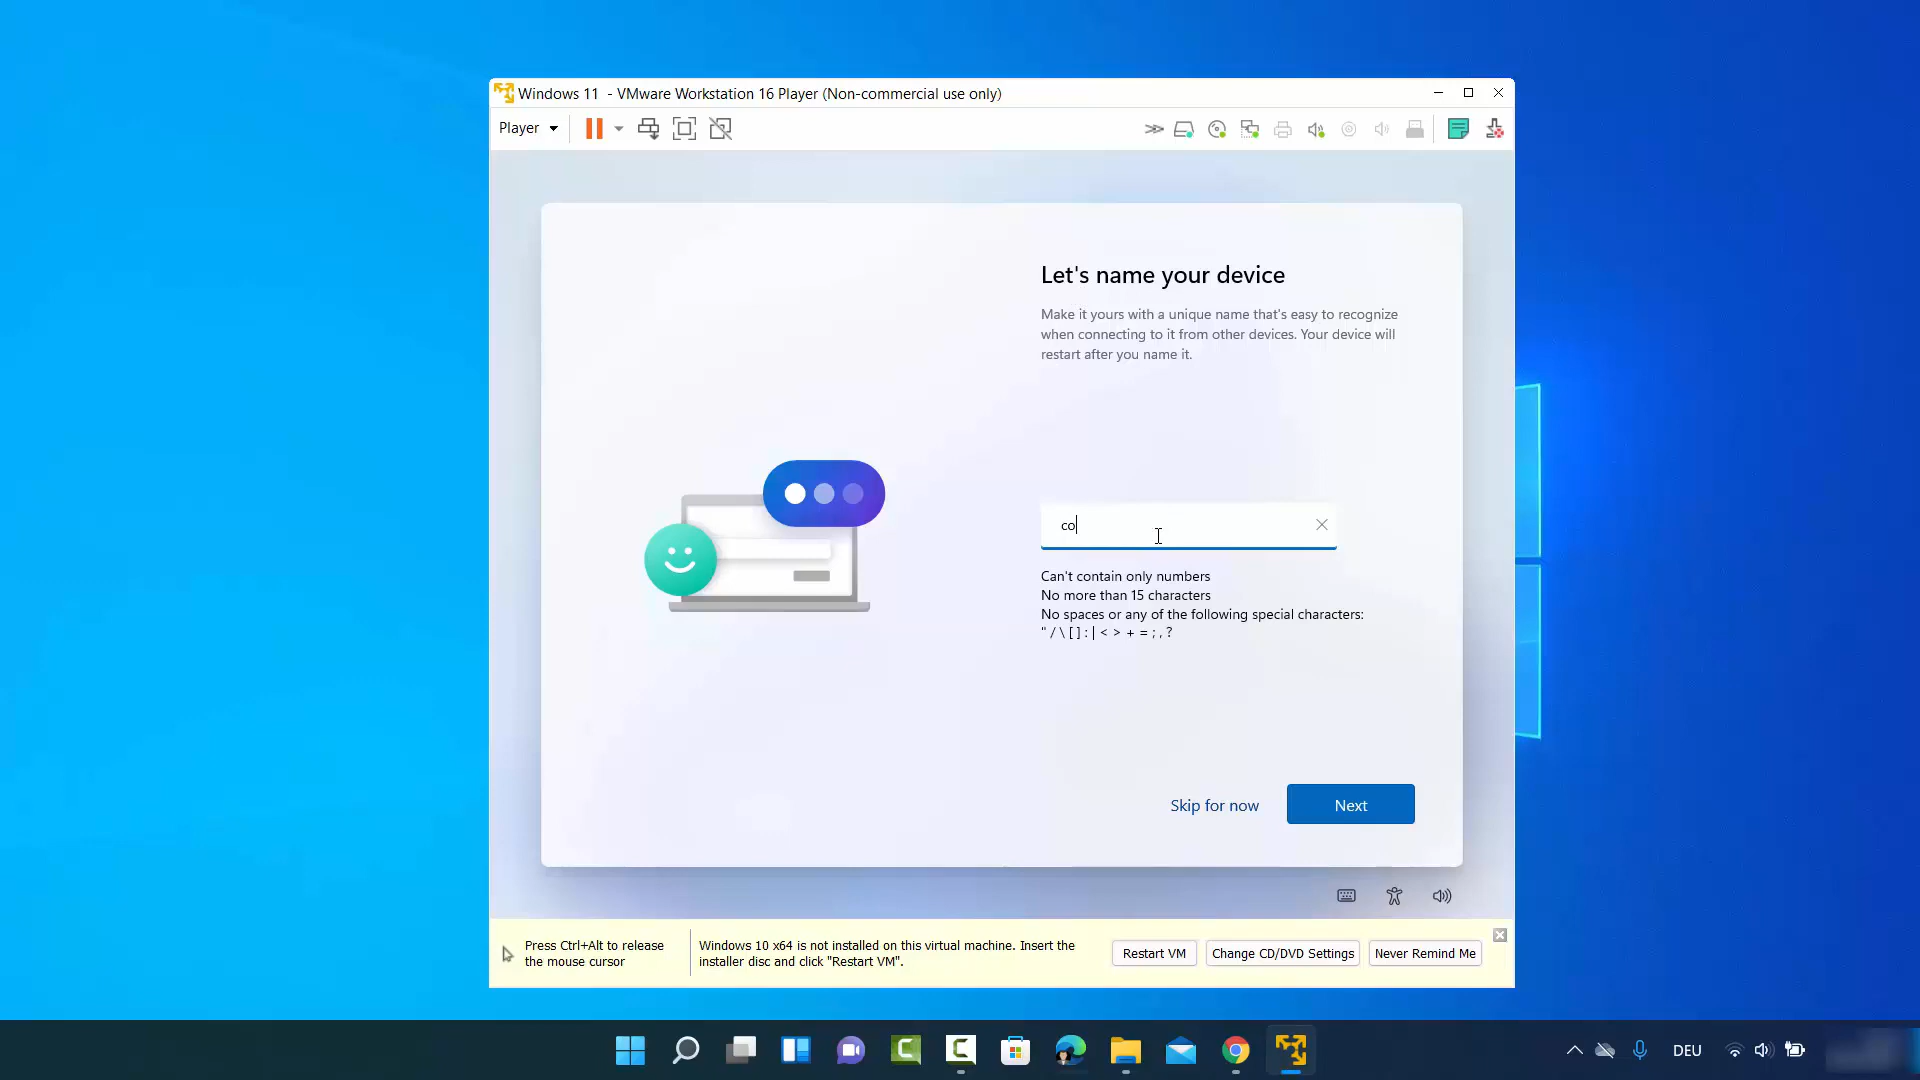 Windows 11 - VMware Workstation 16 Player (Non-commercial use only)
Player
Let's name your device
Make it yours with a unique name that's easy to recognize
when connecting to it from other devices. Your device will
restart after you name it.
co
Can't contain only numbers
No more than 15 characters
No spaces or any of the following special characters:
" / \ [ ] : | < > + = ; , ?
Skip for now
Next
Press Ctrl+Alt to release
the mouse cursor
Windows 10 x64 is not installed on this virtual machine. Insert the
installer disc and click "Restart VM".
Restart VM
Change CD/DVD Settings
Never Remind Me
DEU